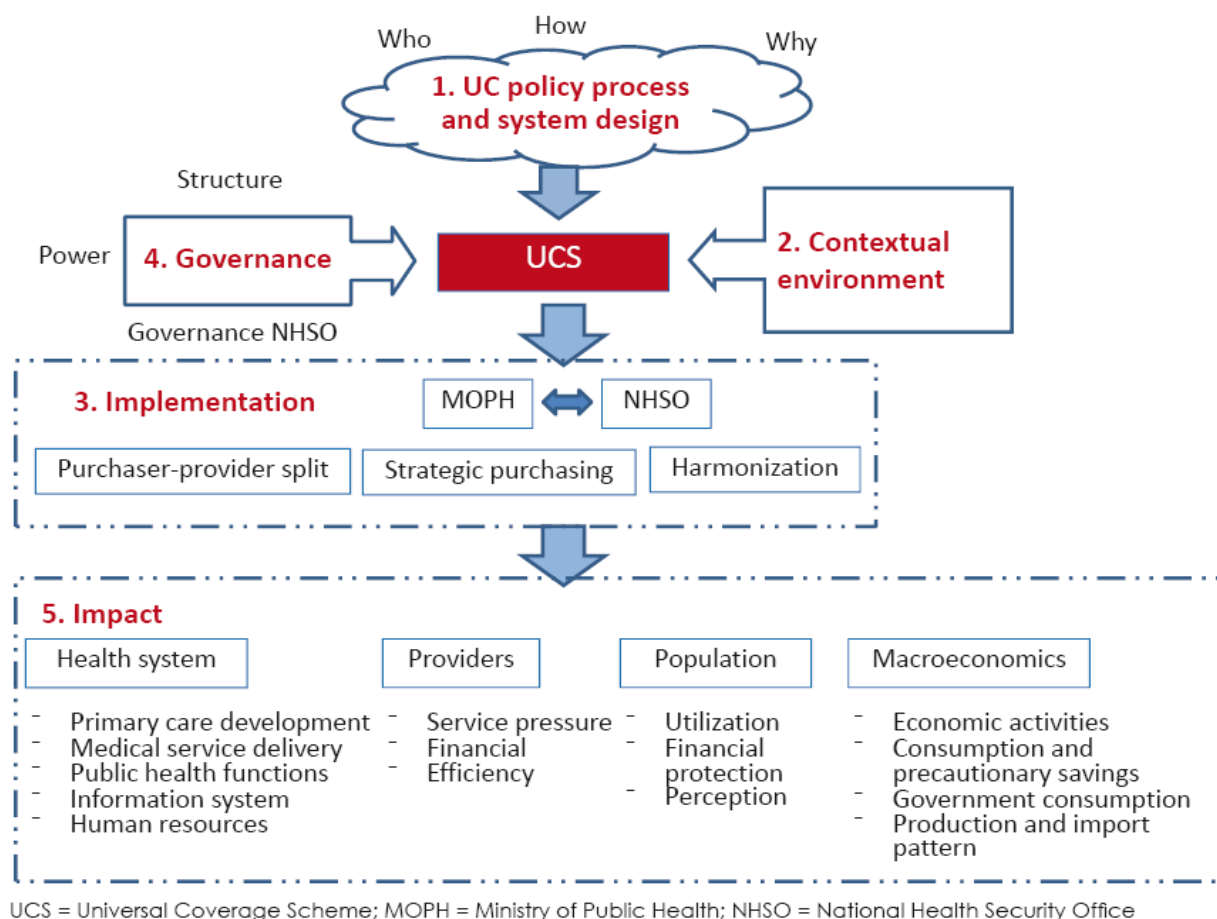 Who
How
Why
1. UC policy process
and system design
Structure
Power
4. Governance
Governance NHSO
UCS
2. Contextual
environment
3. Implementation
MOPH
NHSO
Purchaser-provider split
Strategic purchasing
Harmonization
5. Impact
Health system
- Primary care development
- Medical service delivery
- Public health functions
- Information system
- Human resources
Providers
- Service pressure
- Financial
- Efficiency
Population
- Utilization
- Financial
protection
- Perception
Macroeconomics
- Economic activities
- Consumption and
precautionary savings
- Government consumption
- Production and import
pattern
UCS = Universal Coverage Scheme; MOPH = Ministry of Public Health; NHSO = National Health Security Office